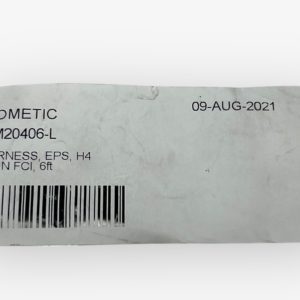 OMETIC 09-AUG-2021
M20406-L
RNESS, EPS, H4
N FCI, 6ft